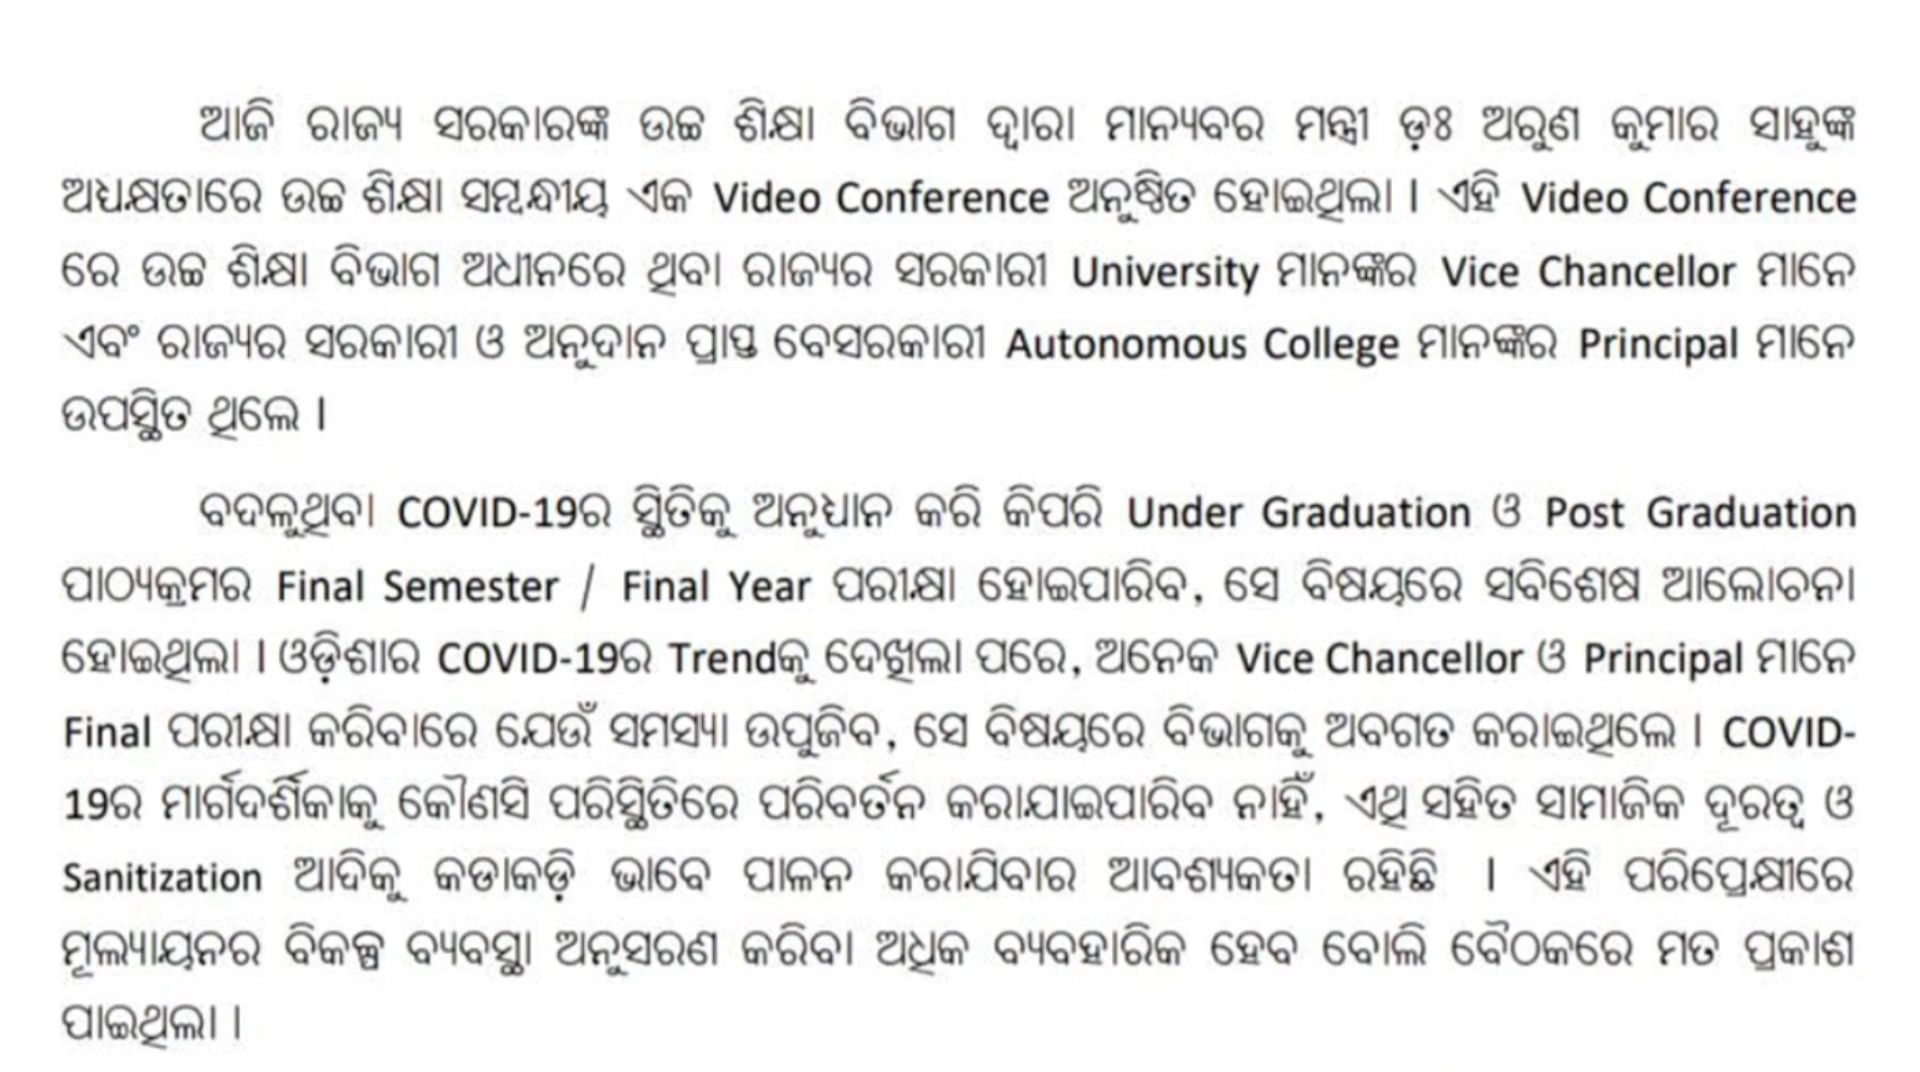 ଆଜି ରାଜ୍ୟ ସରକାରଙ୍କ ଉଚ୍ଚ ଶିକ୍ଷା ବିଭାଗ ଦ୍ୱାରା ମାନ୍ୟବର ମନ୍ତ୍ରୀ ଡ଼ଃ ଅରୁଣ କୁମାର ସାହୁଙ୍କ
ଅଧ୍ୟକ୍ଷତାରେ ଉଚ୍ଚ ଶିକ୍ଷା ସମ୍ବନ୍ଧୀୟ ଏକ Video Conference ଅନୁଷ୍ଠିତ ହୋଇଥିଲା । ଏହି Video Conference
ରେ ଉଚ୍ଚ ଶିକ୍ଷା ବିଭାଗ ଅଧୀନରେ ଥିବା ରାଜ୍ୟର ସରକାରୀ University ମାନଙ୍କର Vice Chancellor ମାନେ
ଏବଂ ରାଜ୍ୟର ସରକାରୀ ଓ ଅନୁଦାନ ପ୍ରାପ୍ତ ବେସରକାରୀ Autonomous College ମାନଙ୍କର Principal ମାନେ
ଉପସ୍ଥିତ ଥିଲେ ।
ବଦଳୁଥିବା COVID-19ର ସ୍ଥିତିକୁ ଅନୁଧ୍ୟାନ କରି କିପରି Under Graduation ଓ Post Graduation
ପାଠ୍ୟକ୍ରମର Final Semester / Final Year ପରୀକ୍ଷା ହୋଇପାରିବ, ସେ ବିଷୟରେ ସବିଶେଷ ଆଲୋଚନା
ହୋଇଥିଲା । ଓଡ଼ିଶାର COVID-19ର Trendକୁ ଦେଖିଲା ପରେ, ଅନେକ Vice Chancellor ଓ Principal ମାନେ
Final ପରୀକ୍ଷା କରିବାରେ ଯେଉଁ ସମସ୍ୟା ଉପୁଜିବ, ସେ ବିଷୟରେ ବିଭାଗକୁ ଅବଗତ କରାଇଥିଲେ । COVID-
19ର ମାର୍ଗଦର୍ଶିକାକୁ କୌଣସି ପରିସ୍ଥିତିରେ ପରିବର୍ତନ କରାଯାଇପାରିବ ନାହିଁ, ଏଥି ସହିତ ସାମାଜିକ ଦୂରତ୍ୱ ଓ
Sanitization ଆଦିକୁ କଡାକଡ଼ି ଭାବେ ପାଳନ କରାଯିବାର ଆବଶ୍ୟକତା ରହିଛି । ଏହି ପରିପ୍ରେକ୍ଷୀରେ
ମୂଲ୍ୟାୟନର ବିକଳ୍ପ ବ୍ୟବସ୍ଥା ଅନୁସରଣ କରିବା ଅଧିକ ବ୍ୟବହାରିକ ହେବ ବୋଲି ବୈଠକରେ ମତ ପ୍ରକାଶ
ପାଇଥିଲା ।